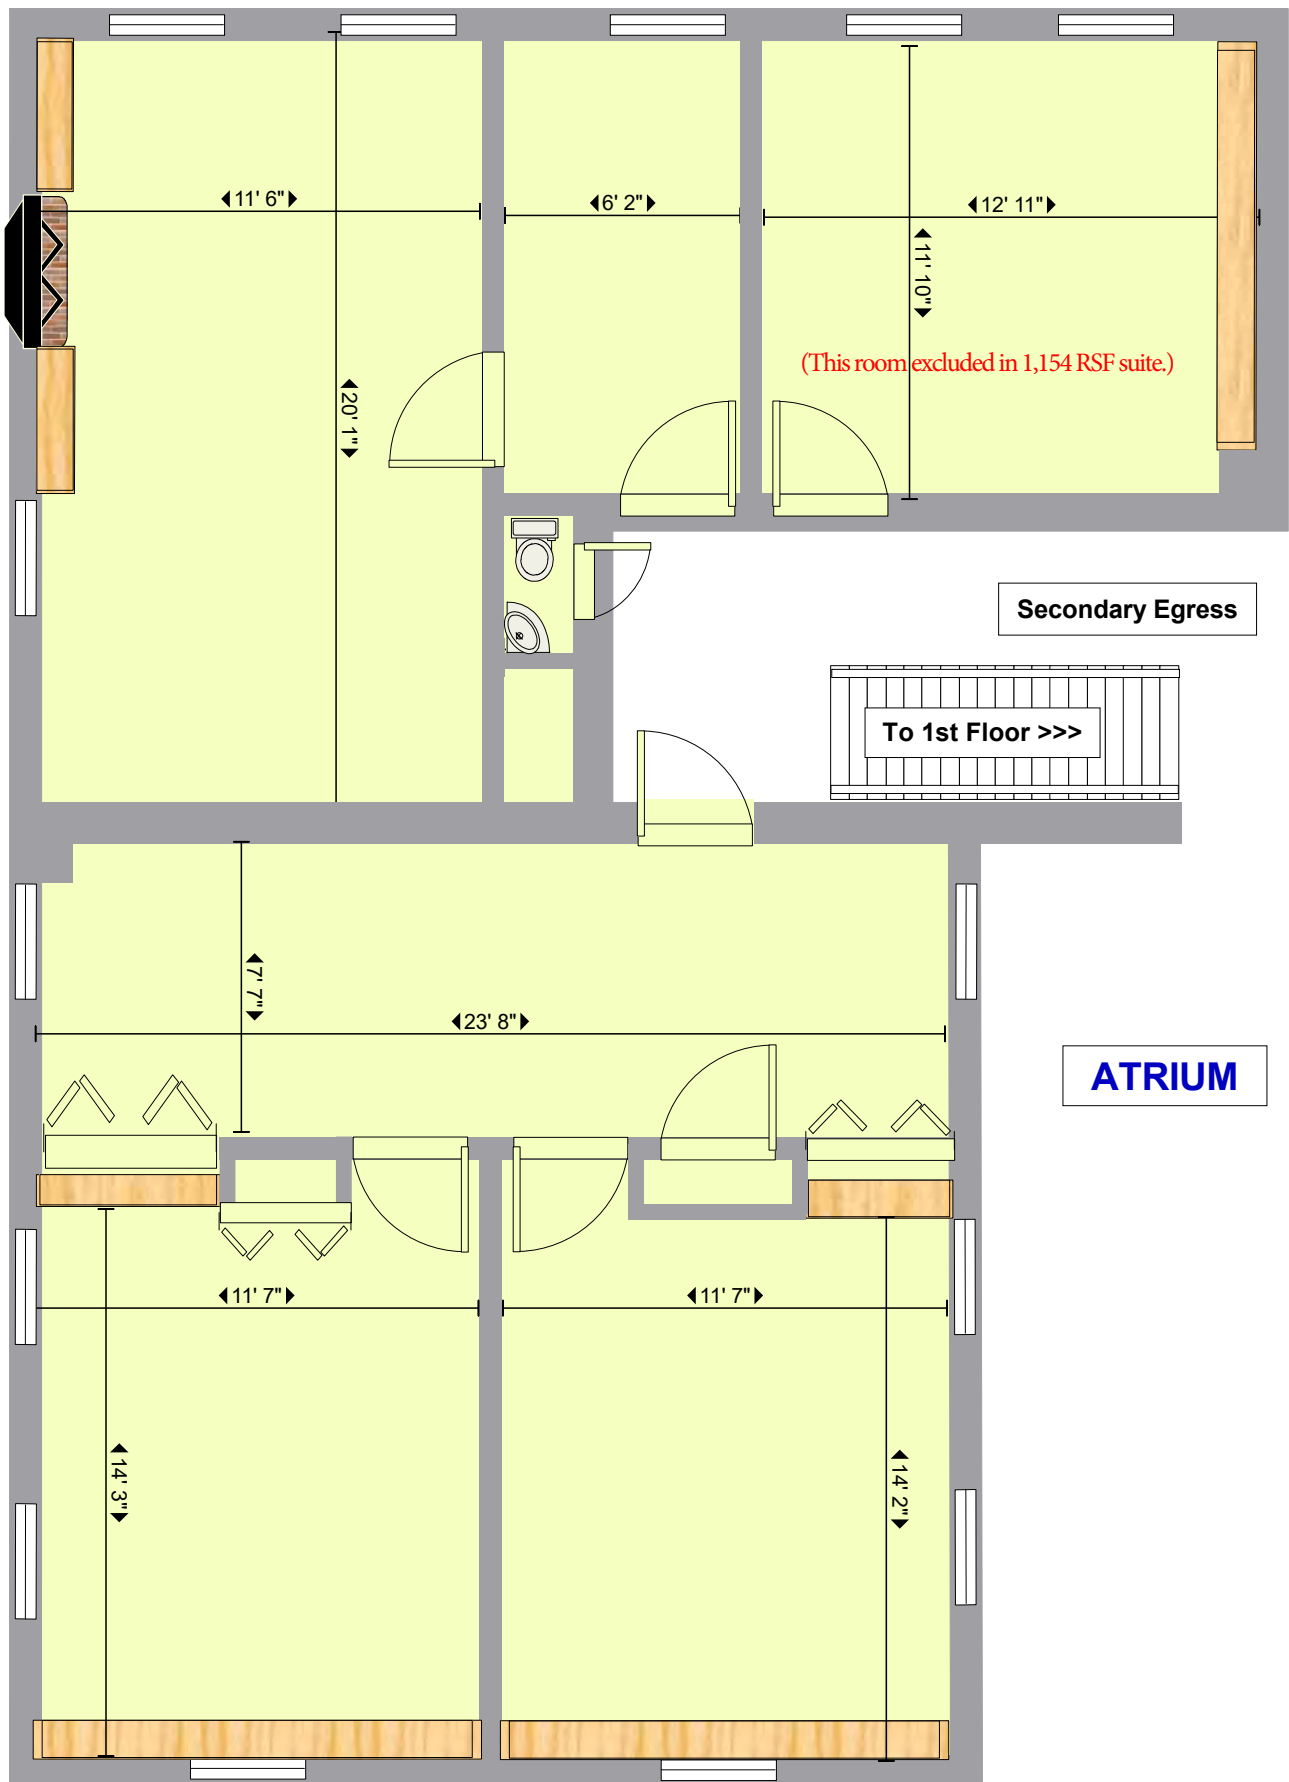 11' 6"
6' 2"
12' 11"
11' 10"
(This room excluded in 1,154 RSF suite.)
20' 1"
Secondary Egress
To 1st Floor >>>
7' 7"
23' 8"
ATRIUM
11' 7"
11' 7"
14' 3"
14' 2"